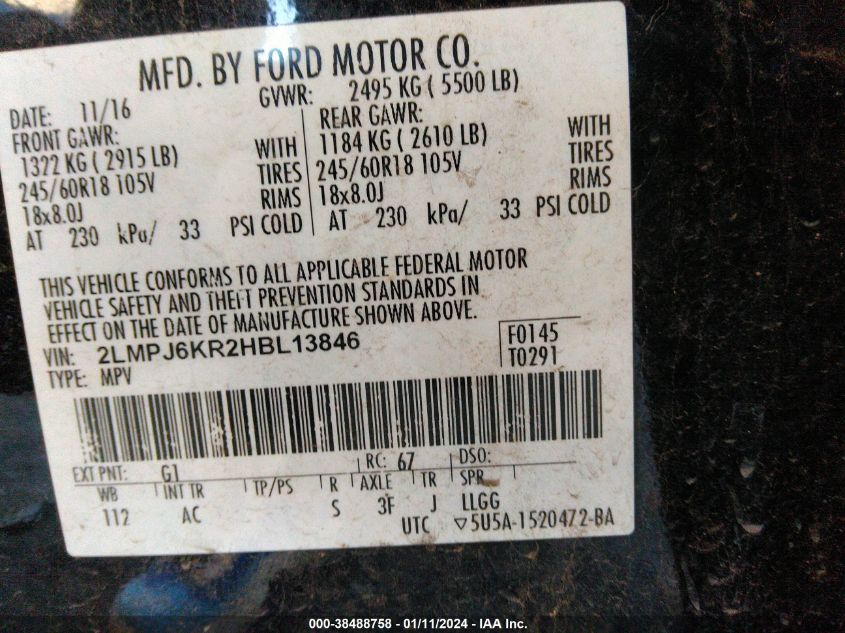 MFD. BY FORD MOTOR CO.
DATE: 11/16
GVWR: 2495 KG ( 5500 LB)
FRONT GAWR:
1322 KG ( 2915 LB) WITH
245/60R18 105V TIRES
18x8.0J RIMS
AT 230 kPa/ 33 PSI COLD
REAR GAWR:
1184 KG ( 2610 LB) WITH
245/60R18 105V TIRES
18x8.0J RIMS
AT 230 kPa/ 33 PSI COLD
THIS VEHICLE CONFORMS TO ALL APPLICABLE FEDERAL MOTOR
VEHICLE SAFETY AND THEFT PREVENTION STANDARDS IN
EFFECT ON THE DATE OF MANUFACTURE SHOWN ABOVE.
VIN: 2LMPJ6KR2HBL13846
F0145
TYPE: MPV
T0291
EXT PNT: G1 RC: 67 DSO:
WB INT TR TP/PS R AXLE TR SPR
112 AC S 3F J LLGG
UTC ▽5U5A-1520472-BA
000-38488758 - 01/11/2024 - IAA Inc.